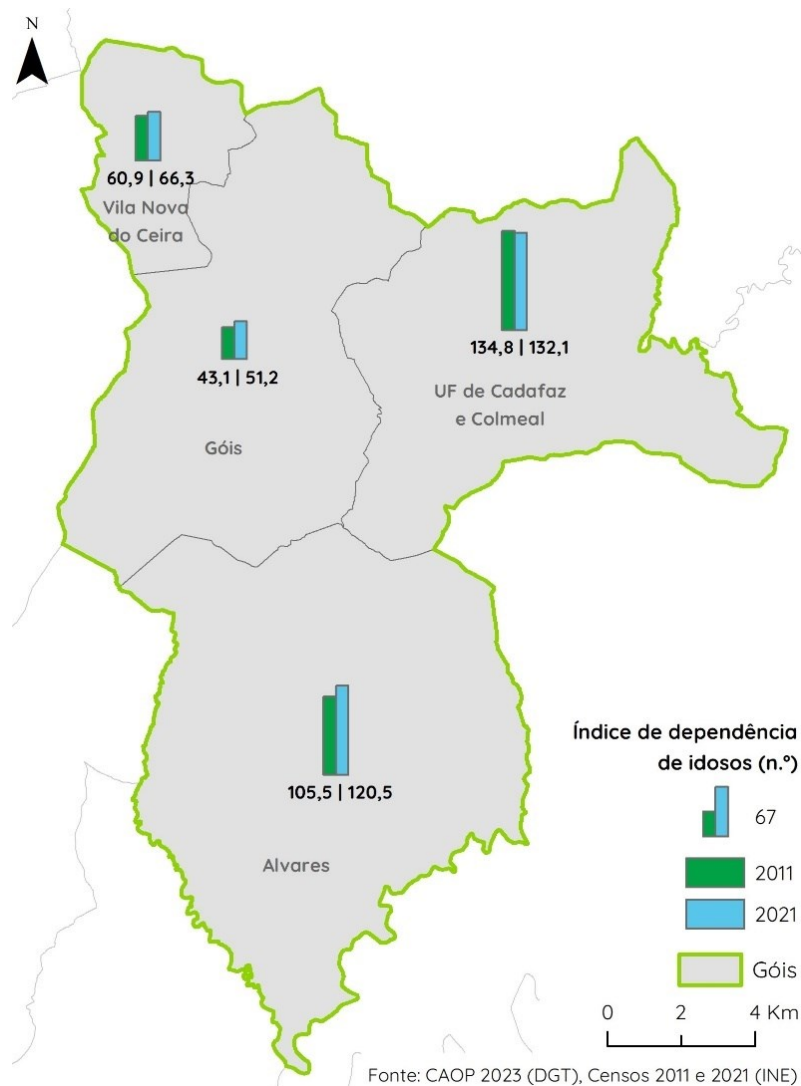 N
60,9 | 66,3
Vila Nova
do Ceira
134,8 | 132,1
43,1 | 51,2
UF de Cadafaz
e Colmeal
Góis
105,5 | 120,5
Alvares
Índice de dependência
de idosos (n.º)
67
2011
2021
Góis
0 2 4 Km
Fonte: CAOP 2023 (DGT), Censos 2011 e 2021 (INE)